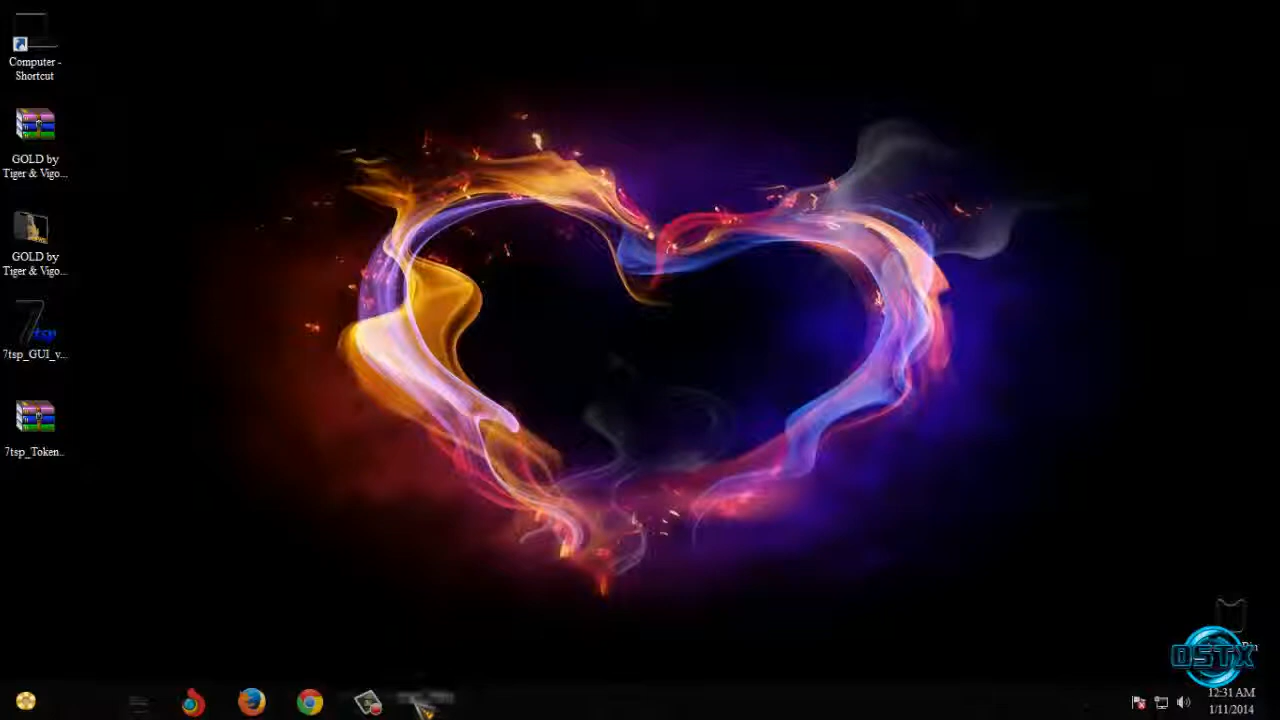 Computer -
Shortcut
GOLD by
Tiger & Vigo...
GOLD by
Tiger & Vigo...
7tsp
7tsp_GUI_v...
7tsp_Token..
DSTX
12:31 AM
1/11/2014